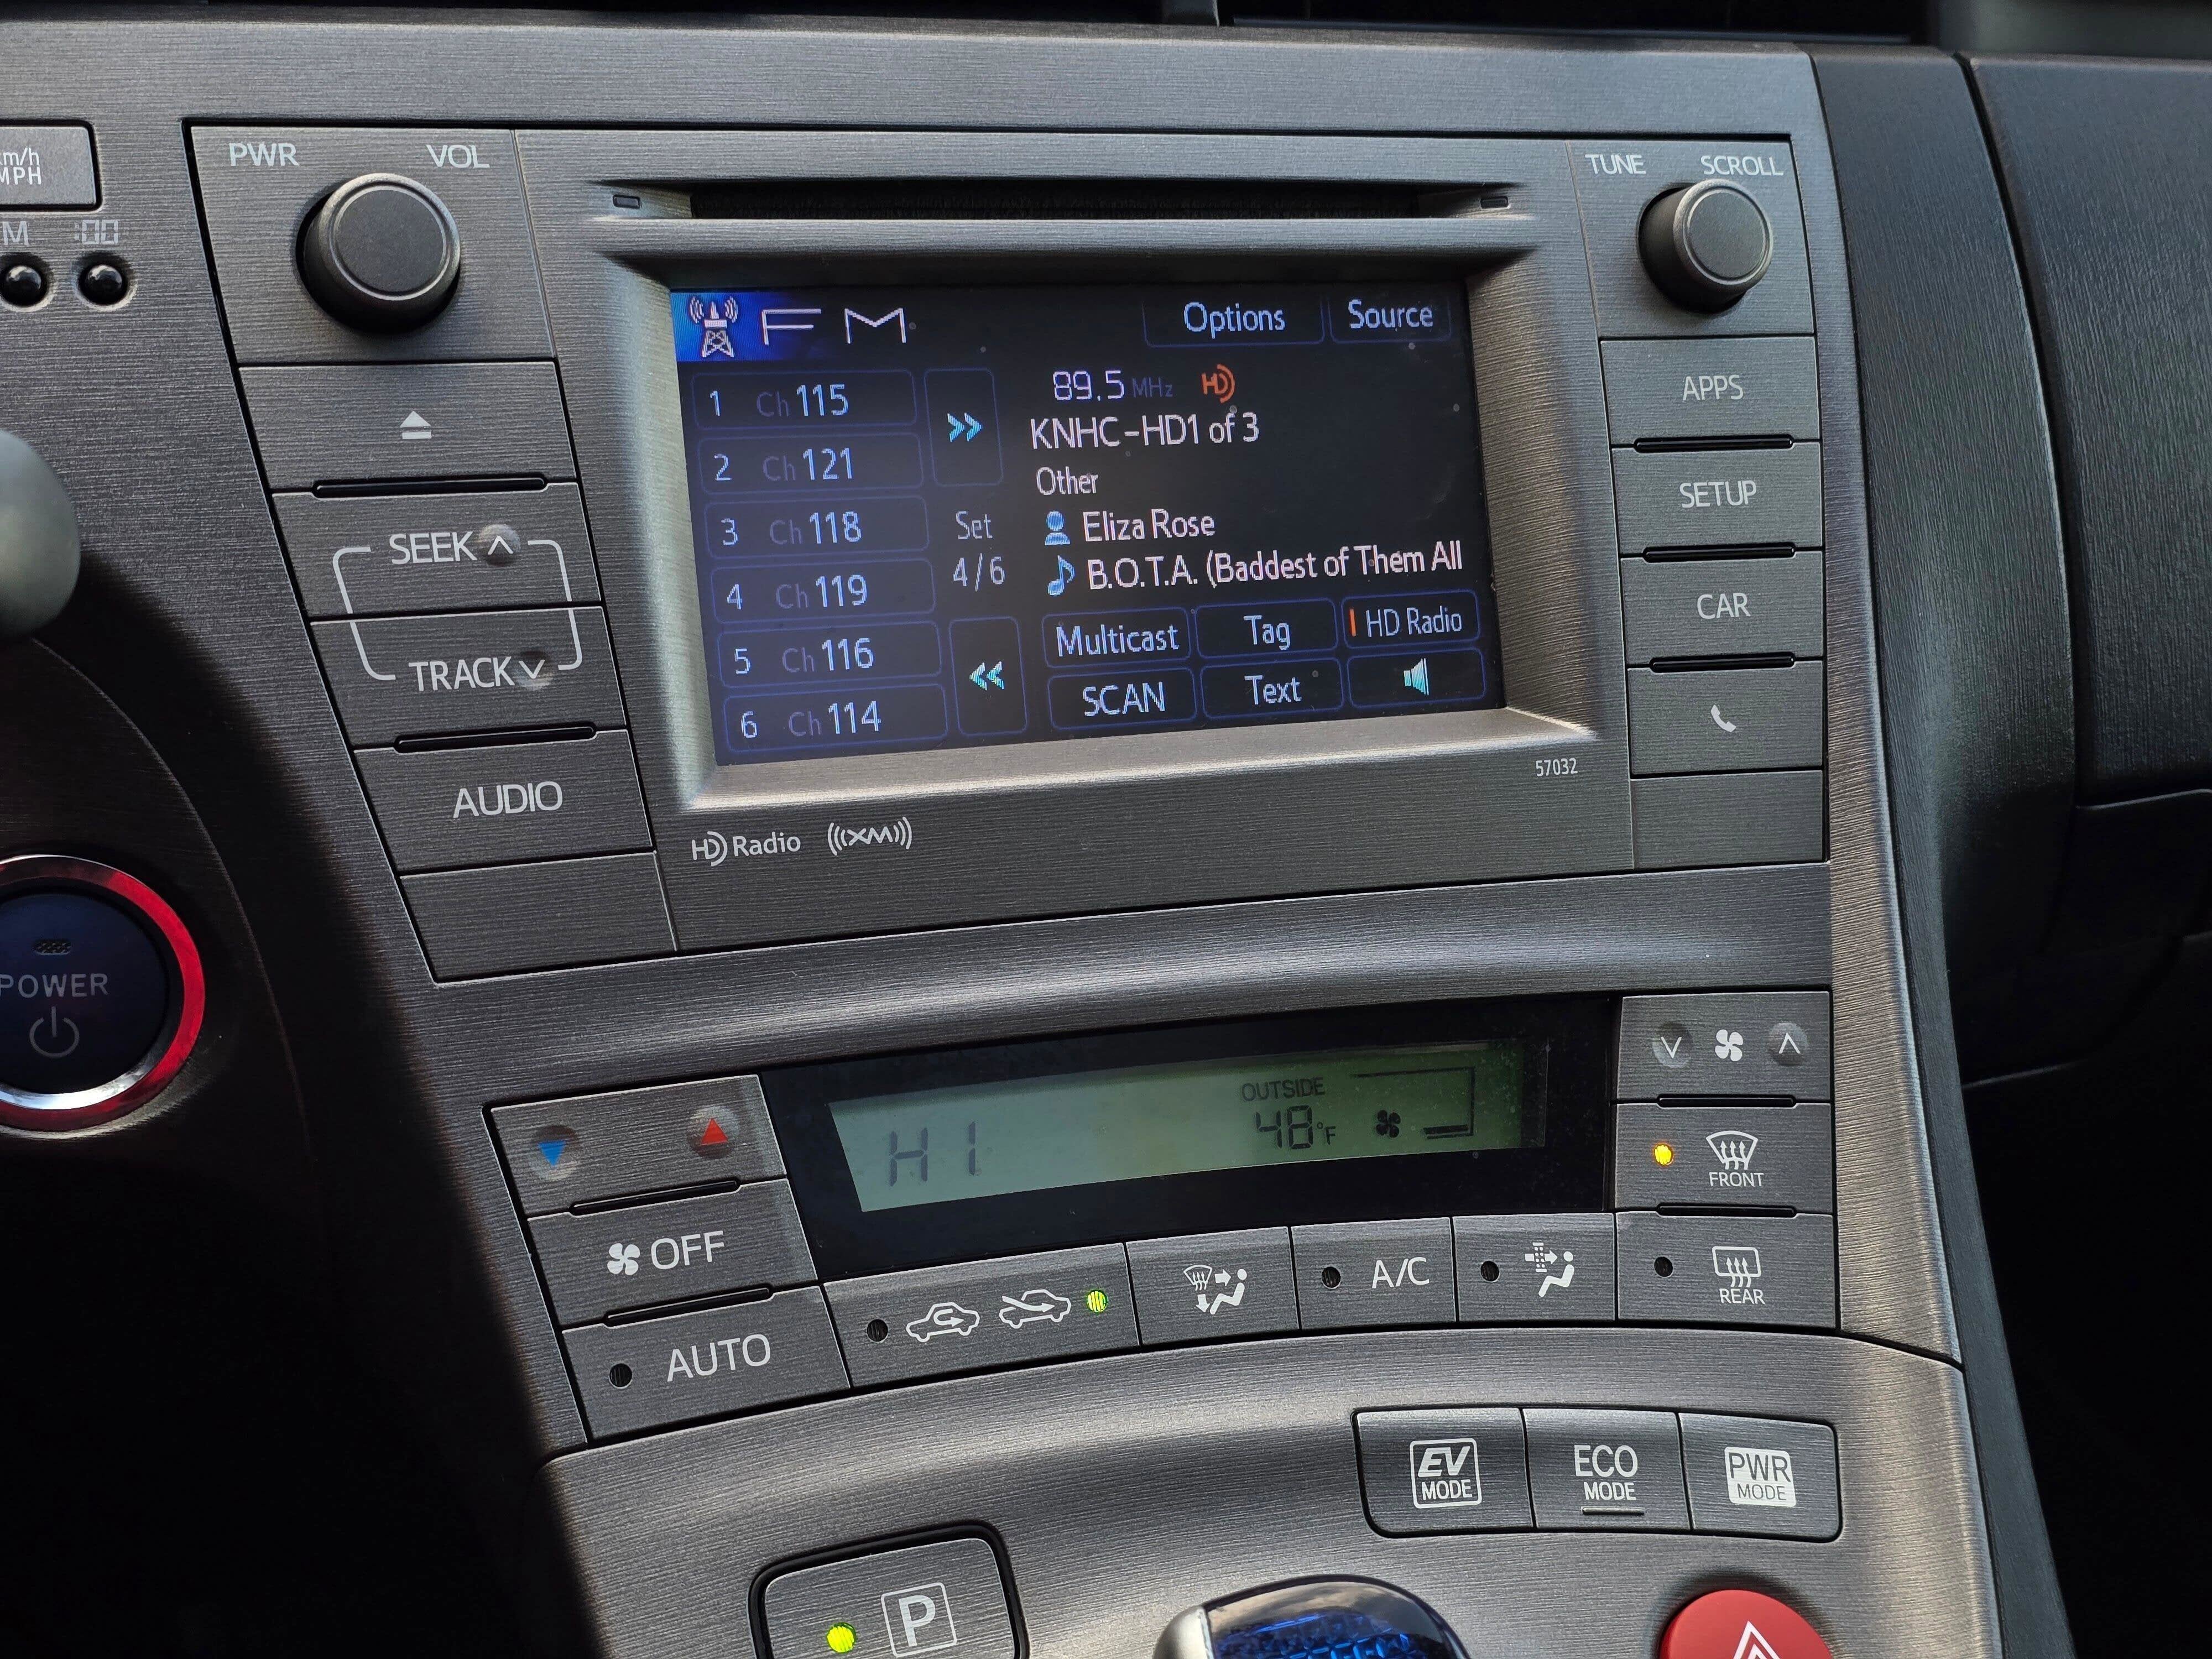 km/h
MPH
M :00
PWR VOL
TUNE SCROLL
FM
Options Source
1 Ch 115
2 Ch 121
3 Ch 118
4 Ch 119
5 Ch 116
6 Ch 114
Set
4/6
89.5 MHz HD
KNHC-HD1 of 3
Other
Eliza Rose
B.O.T.A. (Baddest of Them All
Multicast Tag HD Radio
SCAN Text
SEEK
TRACK
AUDIO
APPS
SETUP
CAR
57032
HD Radio ((XM))
POWER
HI
OUTSIDE
48°F
OFF
AUTO
A/C
FRONT
REAR
EV
MODE
ECO
MODE
PWR
MODE
P